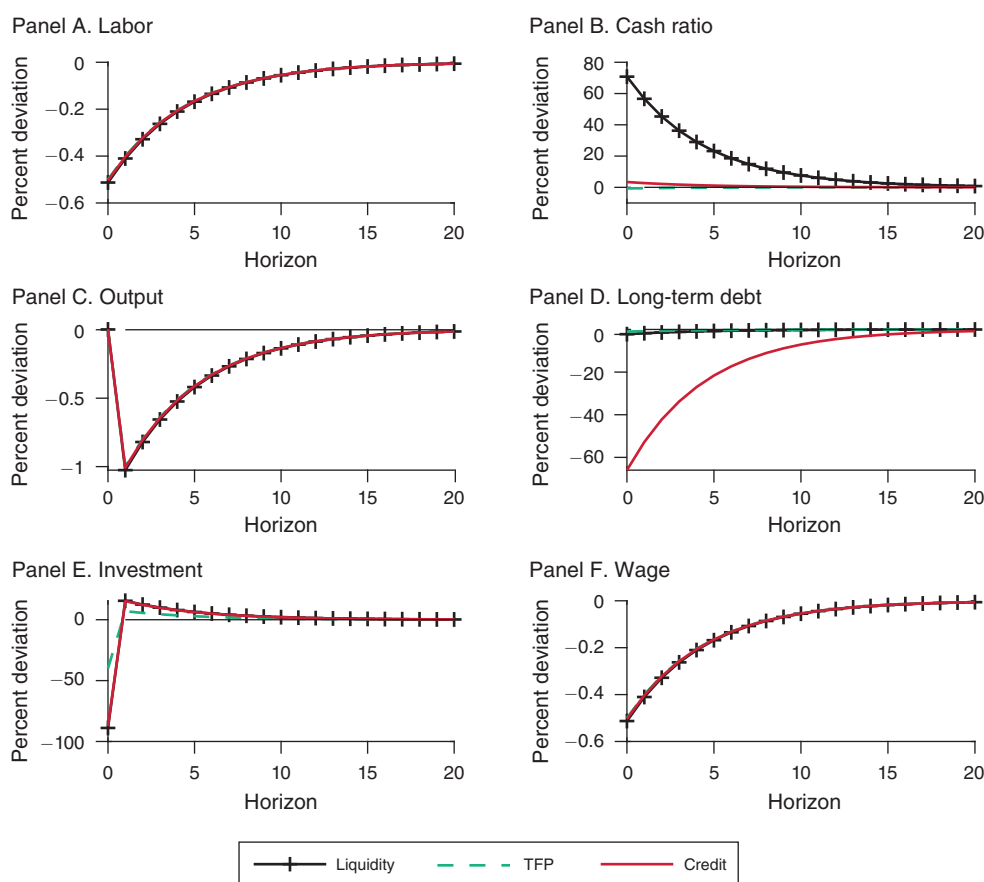 Panel A. Labor
Percent deviation
0
−0.2
−0.4
−0.6
0 5 10 15 20
Horizon
Panel B. Cash ratio
Percent deviation
80
60
40
20
0
0 5 10 15 20
Horizon
Panel C. Output
Percent deviation
0
−0.5
−1
0 5 10 15 20
Horizon
Panel D. Long-term debt
Percent deviation
0
−20
−40
−60
0 5 10 15 20
Horizon
Panel E. Investment
Percent deviation
0
−50
−100
0 5 10 15 20
Horizon
Panel F. Wage
Percent deviation
0
−0.2
−0.4
−0.6
0 5 10 15 20
Horizon
Liquidity TFP Credit